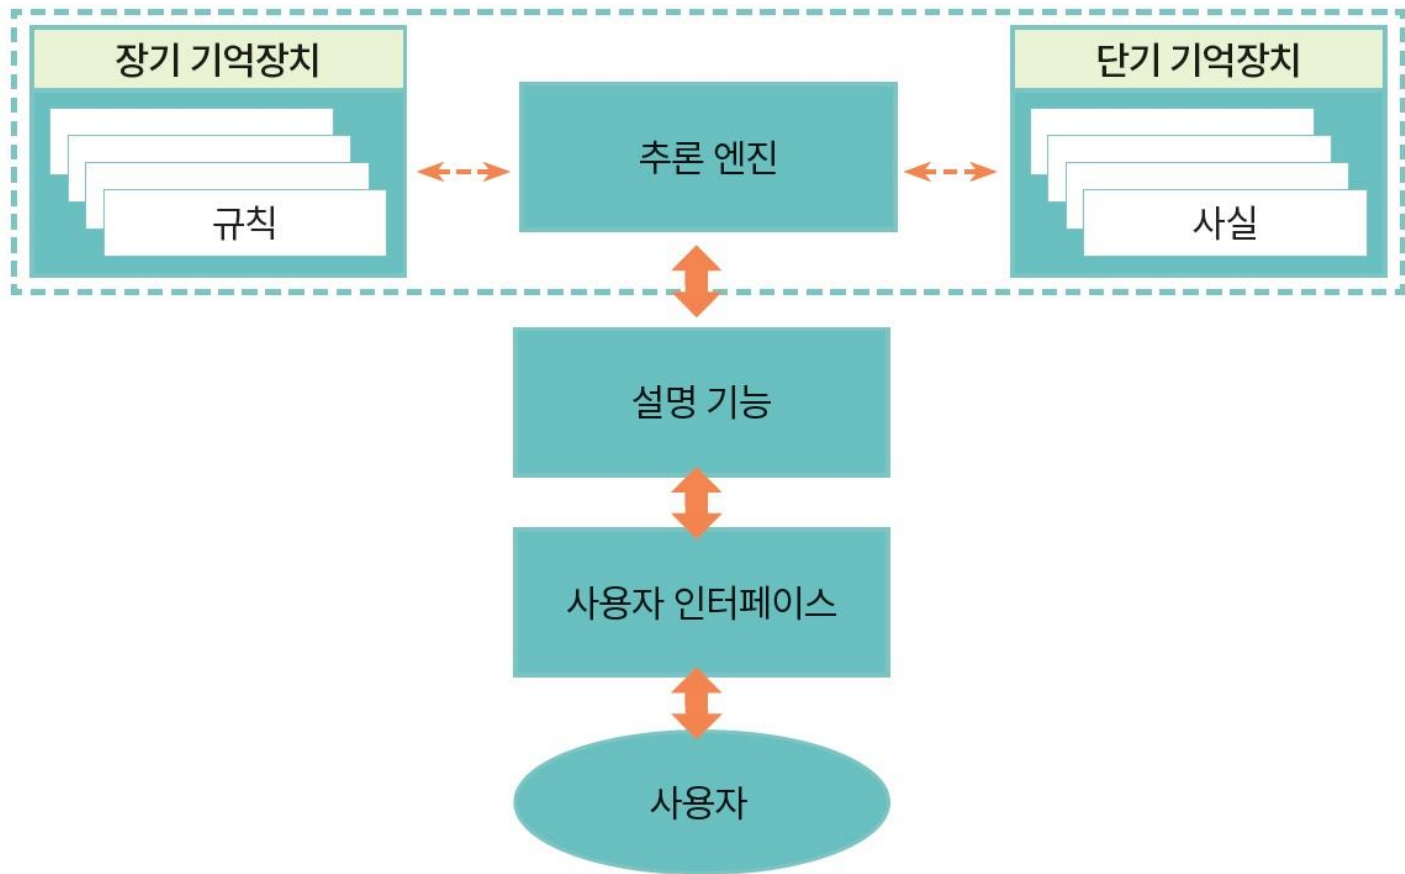 장기 기억장치
단기 기억장치
추론 엔진
규칙
사실
설명 기능
사용자 인터페이스
사용자